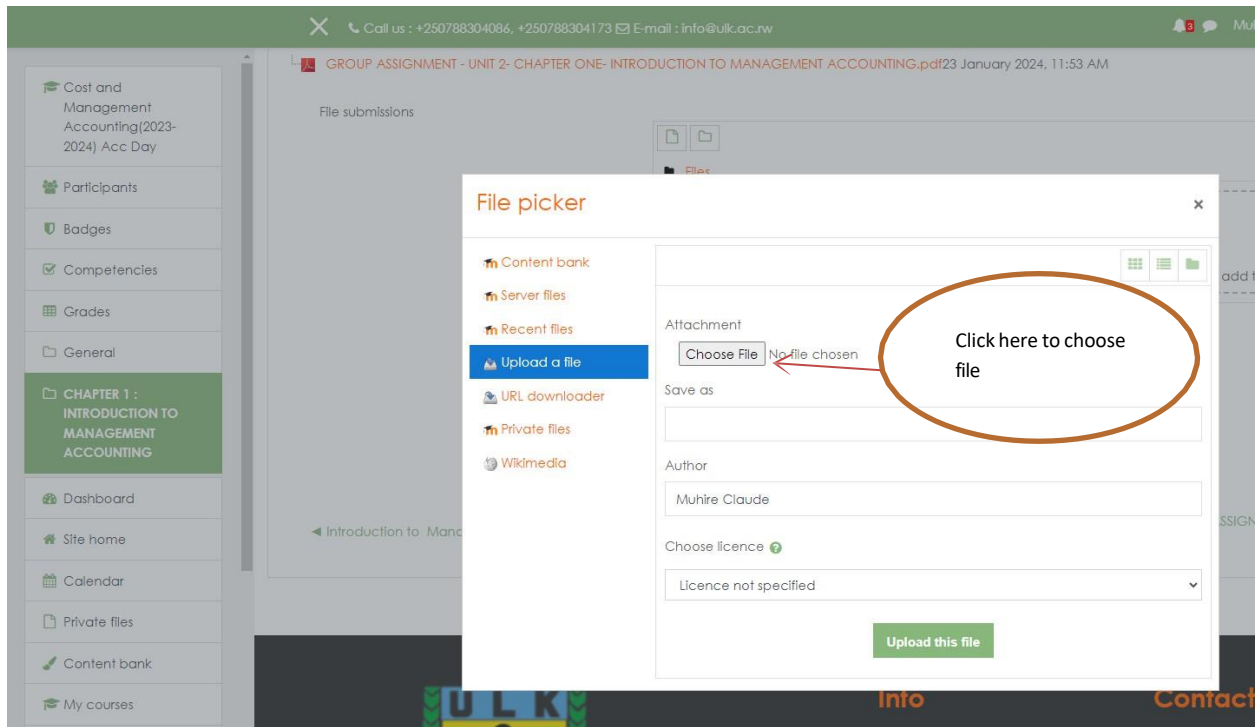 Call us : +250788304086, +250788304173 E-mail : info@ulk.ac.rw
3
GROUP ASSIGNMENT - UNIT 2- CHAPTER ONE- INTRODUCTION TO MANAGEMENT ACCOUNTING.pdf23 January 2024, 11:53 AM
Cost and
Management
Accounting(2023-
2024) Acc Day
Participants
Badges
Competencies
Grades
General
CHAPTER 1 :
INTRODUCTION TO
MANAGEMENT
ACCOUNTING
Dashboard
Site home
Calendar
Private files
Content bank
My courses
File submissions
Files
File picker
×
Content bank
Server files
Recent files
Upload a file
URL downloader
Private files
Wikimedia
Attachment
Choose File No file chosen
Click here to choose
file
Save as
Author
Muhire Claude
Choose licence
Licence not specified
Upload this file
◄ Introduction to
add
ULK
Info
Contact